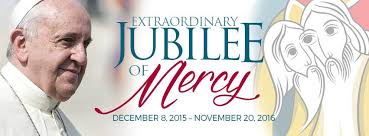 EXTRAORDINARY
JUBILEE
OF Mercy
DECEMBER 8, 2015 - NOVEMBER 20, 2016